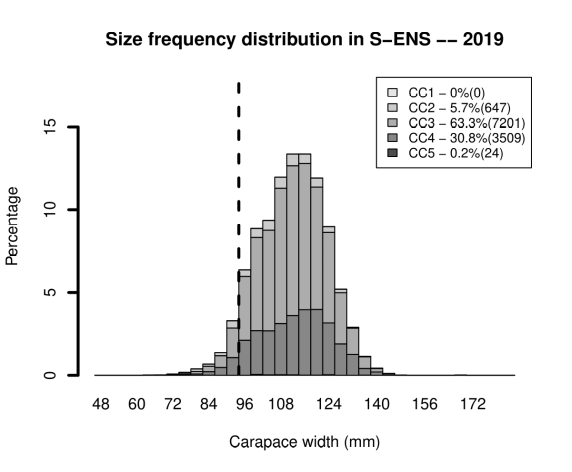 Size frequency distribution in S−ENS −− 2019
CC1 − 0%(0)
CC2 − 5.7%(647)
CC3 − 63.3%(7201)
CC4 − 30.8%(3509)
CC5 − 0.2%(24)
Percentage
15
10
5
0
48 60 72 84 96 108 124 140 156 172
Carapace width (mm)